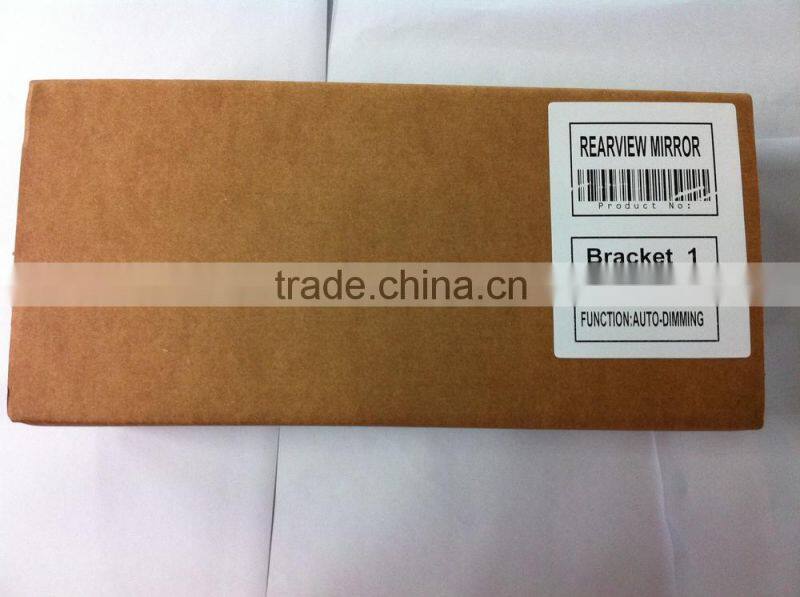 REARVIEW MIRROR
Product No:
Bracket 1
trade.china.cn
FUNCTION:AUTO-DIMMING